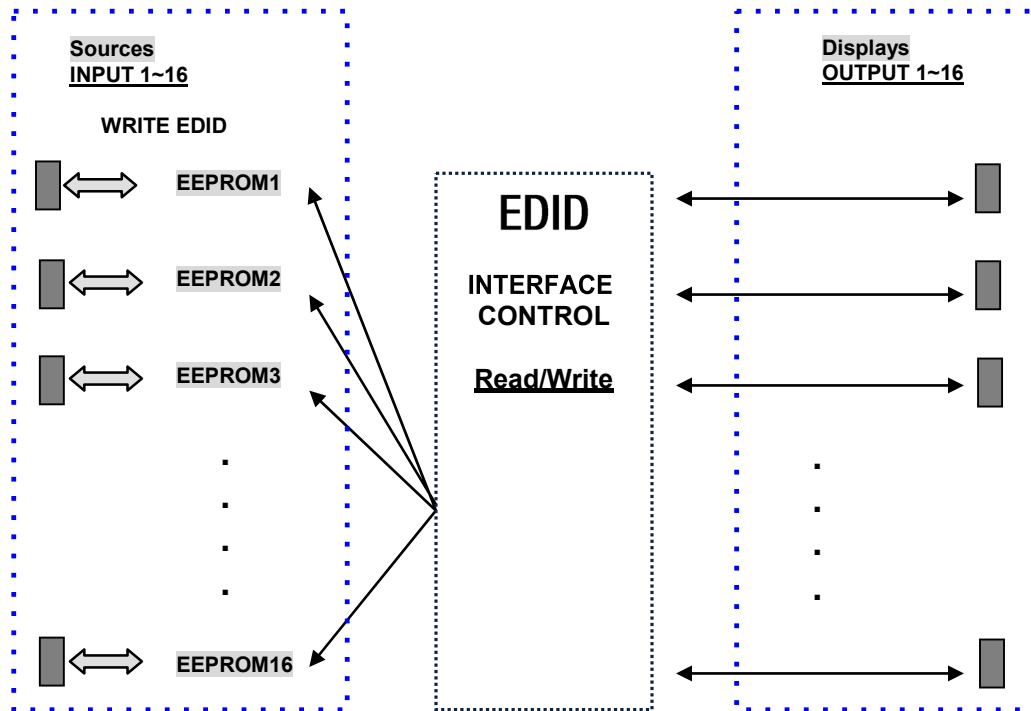 Sources
INPUT 1~16
WRITE EDID
EEPROM1
EEPROM2
EEPROM3
.
.
.
.
EEPROM16
EDID
INTERFACE
CONTROL
Read/Write
Displays
OUTPUT 1~16
.
.
.
.